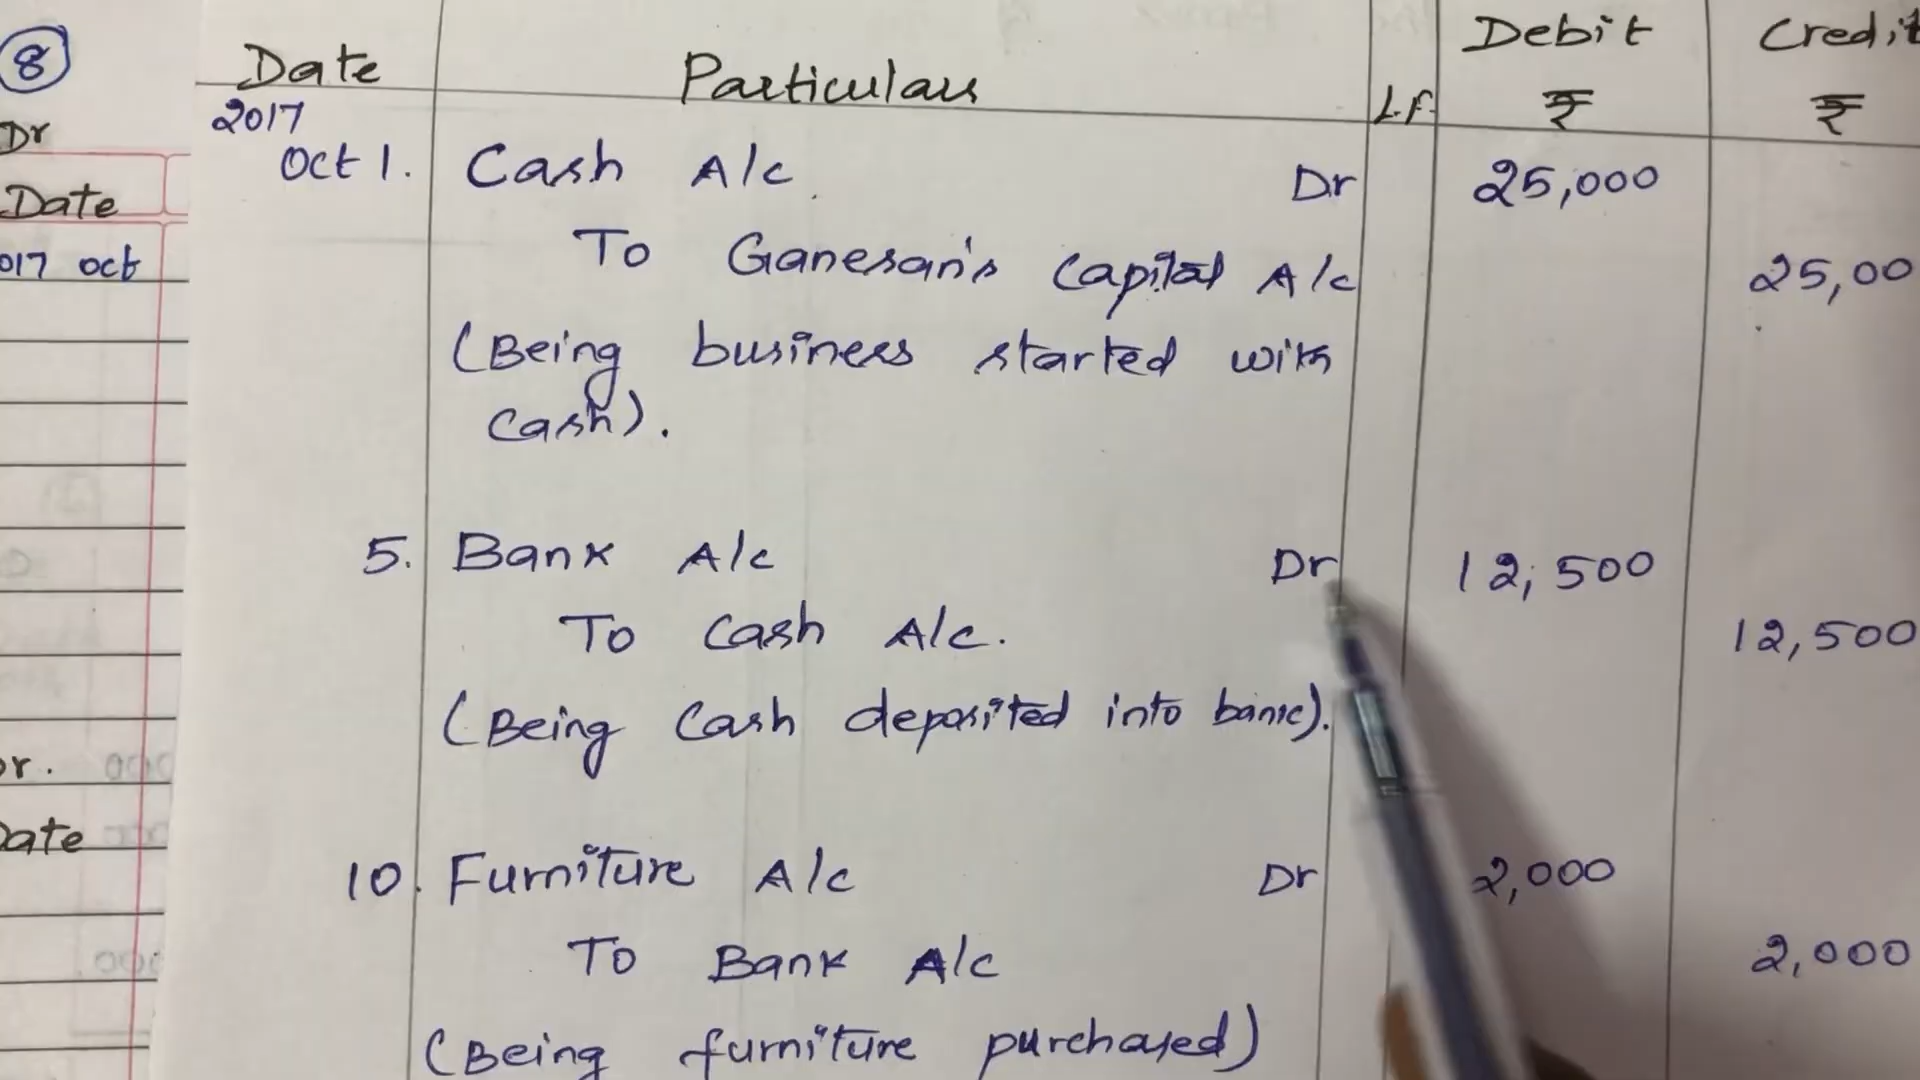 8
Dr
Date
017 oct
Date
Date Particulars L.F. Debit ₹ Credit ₹
2017
Oct 1. Cash A/c Dr 25,000
To Ganesan's Capital A/c 25,00
(Being business started with
cash).
5. Bank A/c Dr 12,500
To Cash A/c. 12,500
(Being Cash deposited into bank).
10. Furniture A/c Dr 2,000
To Bank A/c 2,000
(Being furniture purchased)